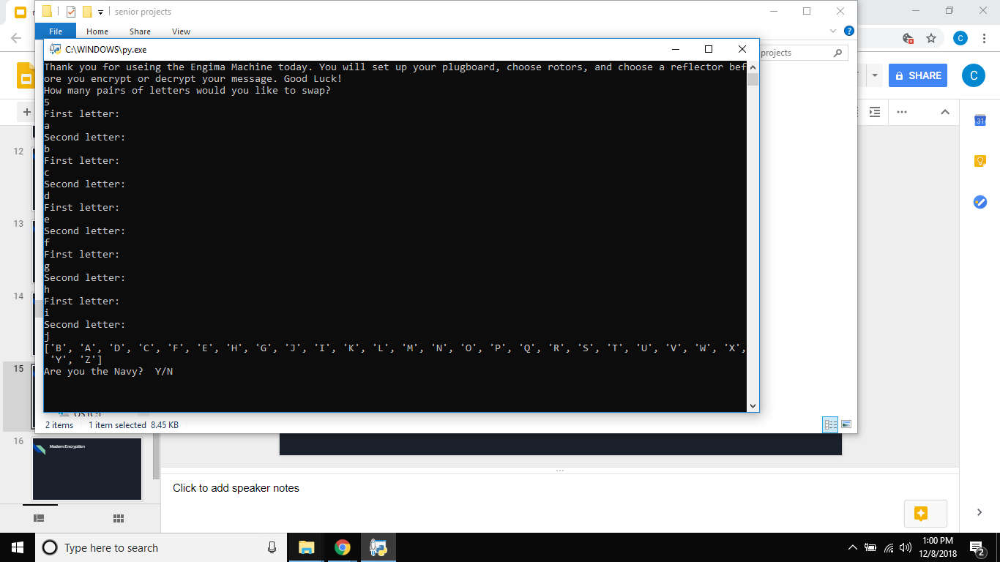 senior projects
File
Home
Share
View
C:\WINDOWS\py.exe
projects
Thank you for useing the Engima Machine today. You will set up your plugboard, choose rotors, and choose a reflector bef
ore you encrypt or decrypt your message. Good Luck!
How many pairs of letters would you like to swap?
5
First letter:
a
Second letter:
b
First letter:
c
Second letter:
d
First letter:
e
Second letter:
f
First letter:
g
Second letter:
h
First letter:
i
Second letter:
j
['B', 'A', 'D', 'C', 'F', 'E', 'H', 'G', 'J', 'I', 'K', 'L', 'M', 'N', 'O', 'P', 'Q', 'R', 'S', 'T', 'U', 'V', 'W', 'X',
'Y', 'Z']
Are you the Navy?  Y/N
2 items
1 item selected  8.45 KB
C
SHARE
C
31
12
13
14
15
16
Modern Encryption
Click to add speaker notes
Type here to search
1:00 PM
12/8/2018
2